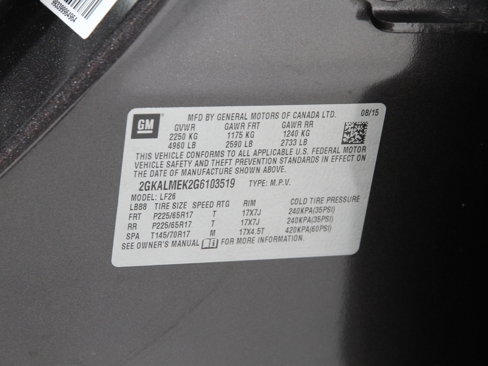 GM
MFD BY GENERAL MOTORS OF CANADA LTD. 08/15
GVWR GAWR FRT GAWR RR
2250 KG 1175 KG 1240 KG
4960 LB 2590 LB 2733 LB
THIS VEHICLE CONFORMS TO ALL APPLICABLE U.S. FEDERAL MOTOR
VEHICLE SAFETY AND THEFT PREVENTION STANDARDS IN EFFECT ON
THE DATE OF MANUFACTURE SHOWN ABOVE.
2GKALMEK2G6103519 TYPE: M.P.V.
MODEL: LF26
LB88 TIRE SIZE SPEED RTG RIM COLD TIRE PRESSURE
FRT P225/65R17 T 17X7J 240KPA(35PSI)
RR P225/65R17 T 17X7J 240KPA(35PSI)
SPA T145/70R17 M 17X4.5T 420KPA(60PSI)
SEE OWNER'S MANUAL FOR MORE INFORMATION.